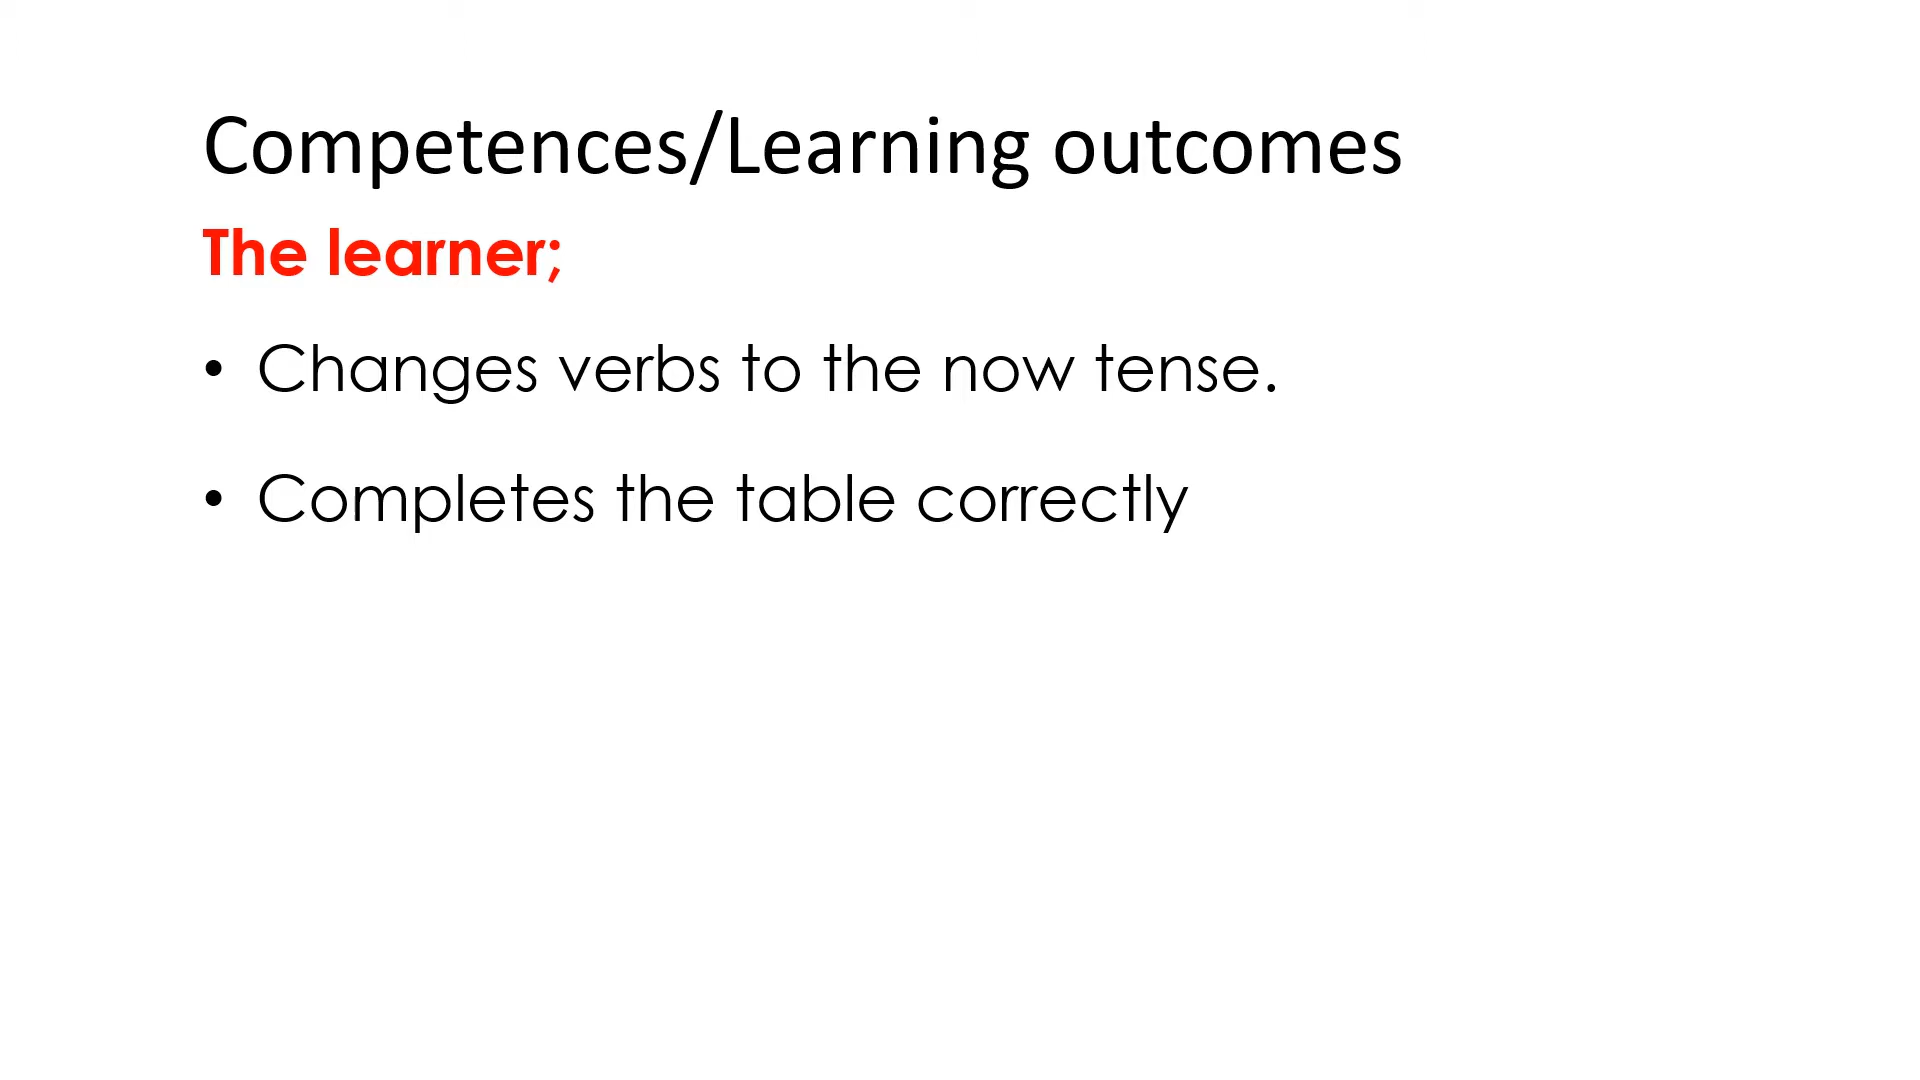 Competences/Learning outcomes
The learner;
• Changes verbs to the now tense.
• Completes the table correctly